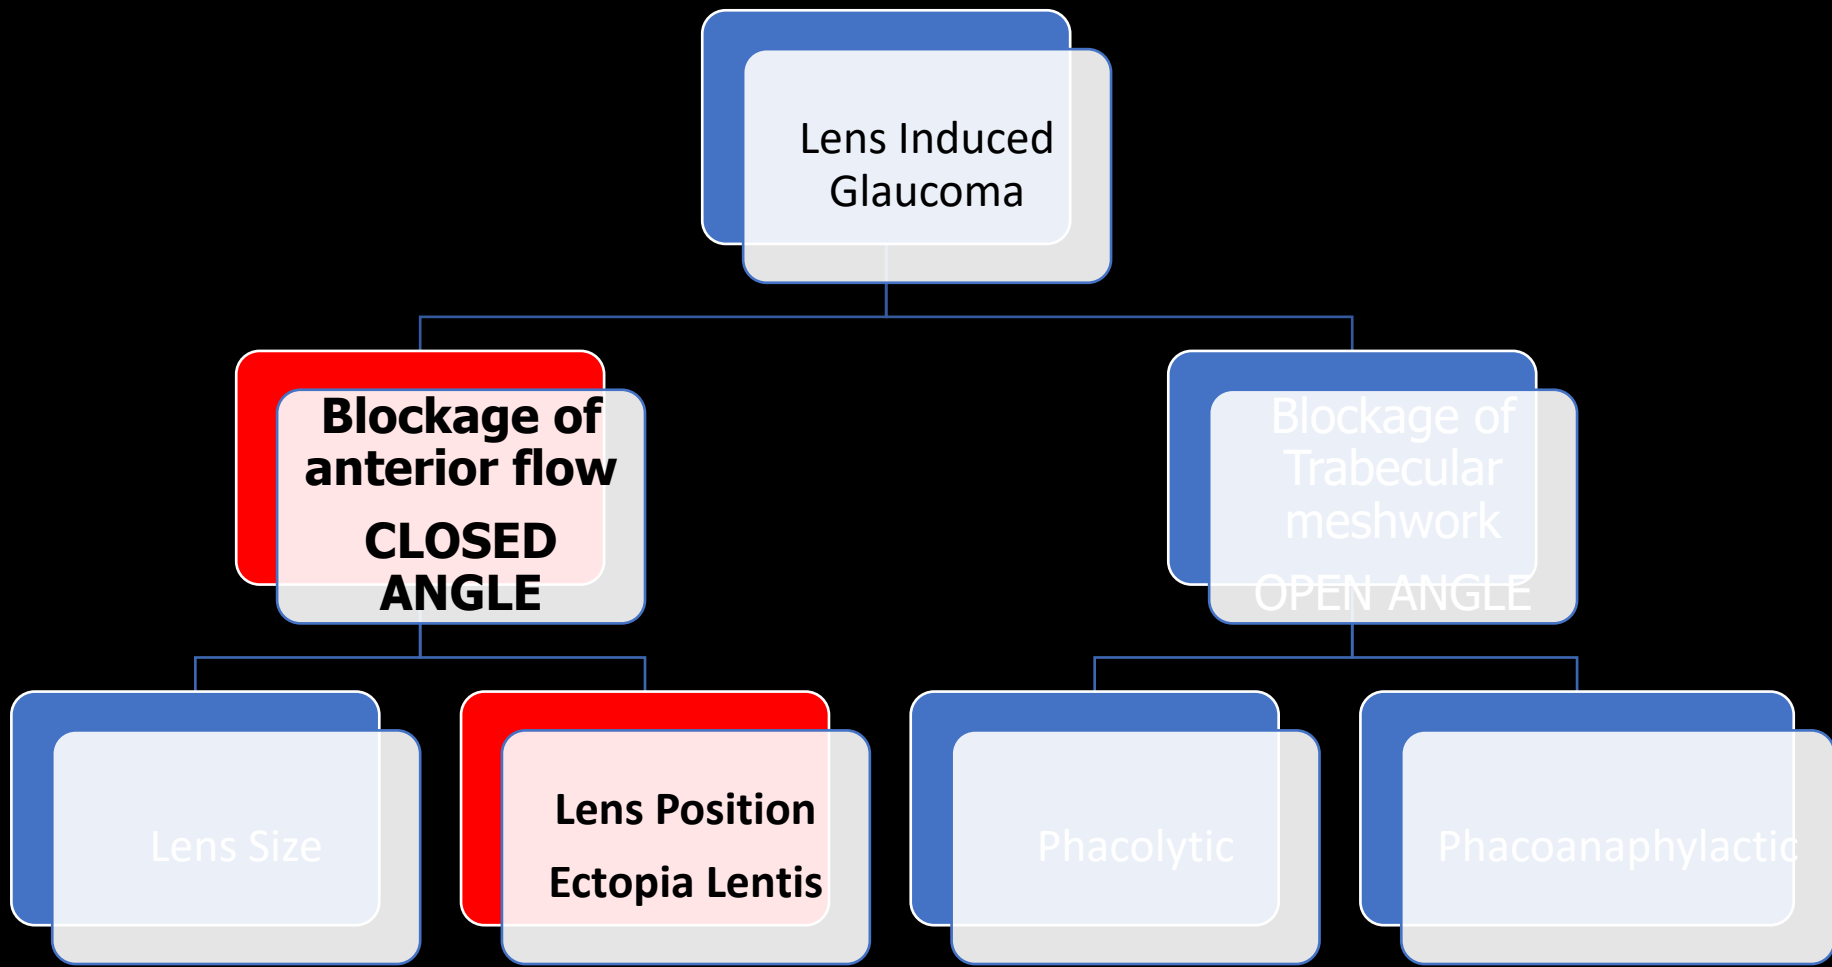 Lens Induced
Glaucoma
Blockage of
anterior flow
CLOSED
ANGLE
Blockage of
Trabecular
meshwork
OPEN ANGLE
Lens Size
Lens Position
Ectopia Lentis
Phacolytic
Phacoanaphylactic